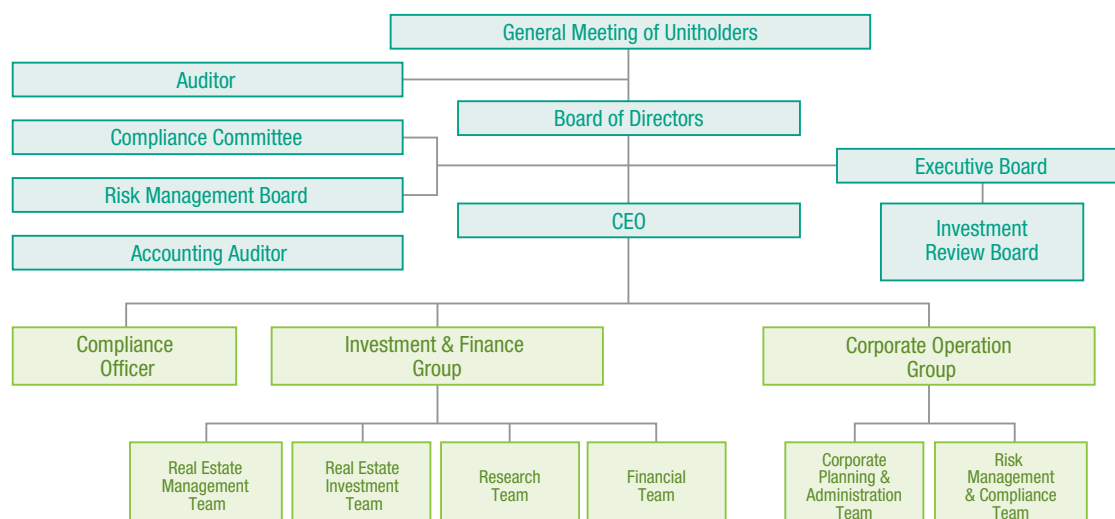 General Meeting of Unitholders
Auditor
Board of Directors
Compliance Committee
Executive Board
Risk Management Board
CEO
Investment
Review Board
Accounting Auditor
Compliance
Officer
Investment & Finance
Group
Corporate Operation
Group
Real Estate
Management
Team
Real Estate
Investment
Team
Research
Team
Financial
Team
Corporate
Planning &
Administration
Team
Risk
Management
& Compliance
Team